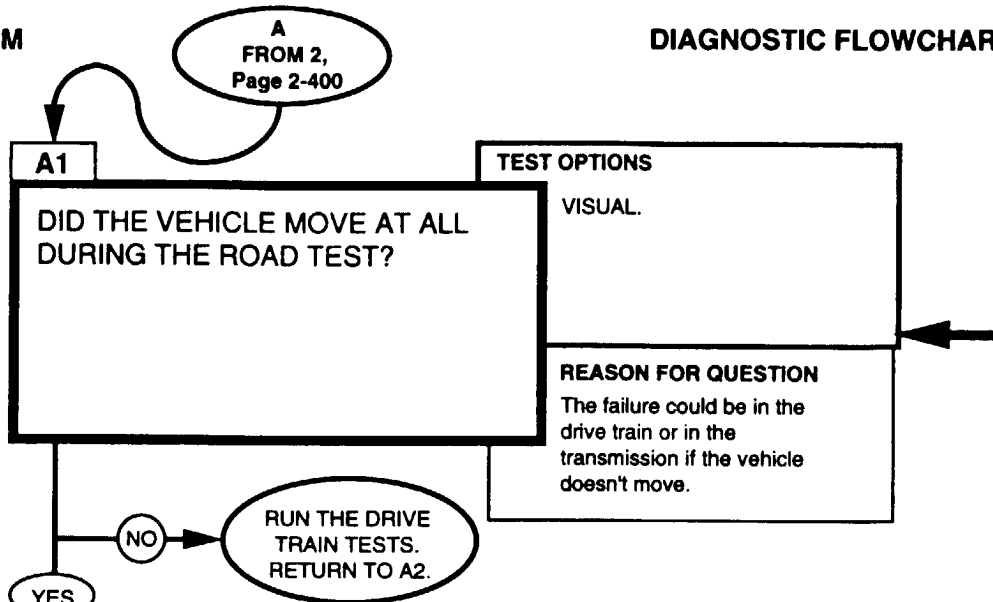 M
DIAGNOSTIC FLOWCHAR
A
FROM 2,
Page 2-400
A1
DID THE VEHICLE MOVE AT ALL
DURING THE ROAD TEST?
TEST OPTIONS
VISUAL.
REASON FOR QUESTION
The failure could be in the
drive train or in the
transmission if the vehicle
doesn't move.
NO
RUN THE DRIVE
TRAIN TESTS.
RETURN TO A2.
YES